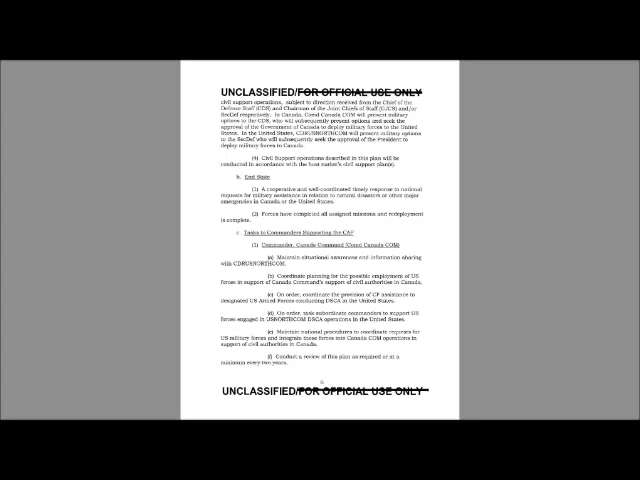 UNCLASSIFIED/FOR OFFICIAL USE ONLY
civil support operations, subject to direction received from the Chief of the
Defence Staff (CDS) and Chairman of the Joint Chiefs of Staff (CJCS) and/or
SecDef respectively. In Canada, Comd Canada COM will present military
options to the CDS, who will subsequently present options and seek the
approval of the Government of Canada to deploy military forces to the United
States. In the United States, CDRUSNORTHCOM will present military options
to the SecDef who will subsequently seek the approval of the President to
deploy military forces to Canada.
(4) Civil Support operations described in this plan will be
conducted in accordance with the host nation's civil support plan(s).
b. End State
(1) A cooperative and well-coordinated timely response to national
requests for military assistance in relation to natural disasters or other major
emergencies in Canada or the United States.
(2) Forces have completed all assigned missions and redeployment
is complete.
c. Tasks to Commanders Supporting the CAP
(1) Commander, Canada Command (Comd Canada COM)
(a) Maintain situational awareness and information sharing
with CDRUSNORTHCOM.
(b) Coordinate planning for the possible employment of US
forces in support of Canada Command's support of civil authorities in Canada.
(c) On order, coordinate the provision of CF assistance to
designated US Armed Forces conducting DSCA in the United States.
(d) On order, task subordinate commanders to support US
forces engaged in USNORTHCOM DSCA operations in the United States.
(e) Maintain national procedures to coordinate requests for
US military forces and integrate those forces into Canada COM operations in
support of civil authorities in Canada.
(f) Conduct a review of this plan as required or at a
minimum every two years.
UNCLASSIFIED/FOR OFFICIAL USE ONLY